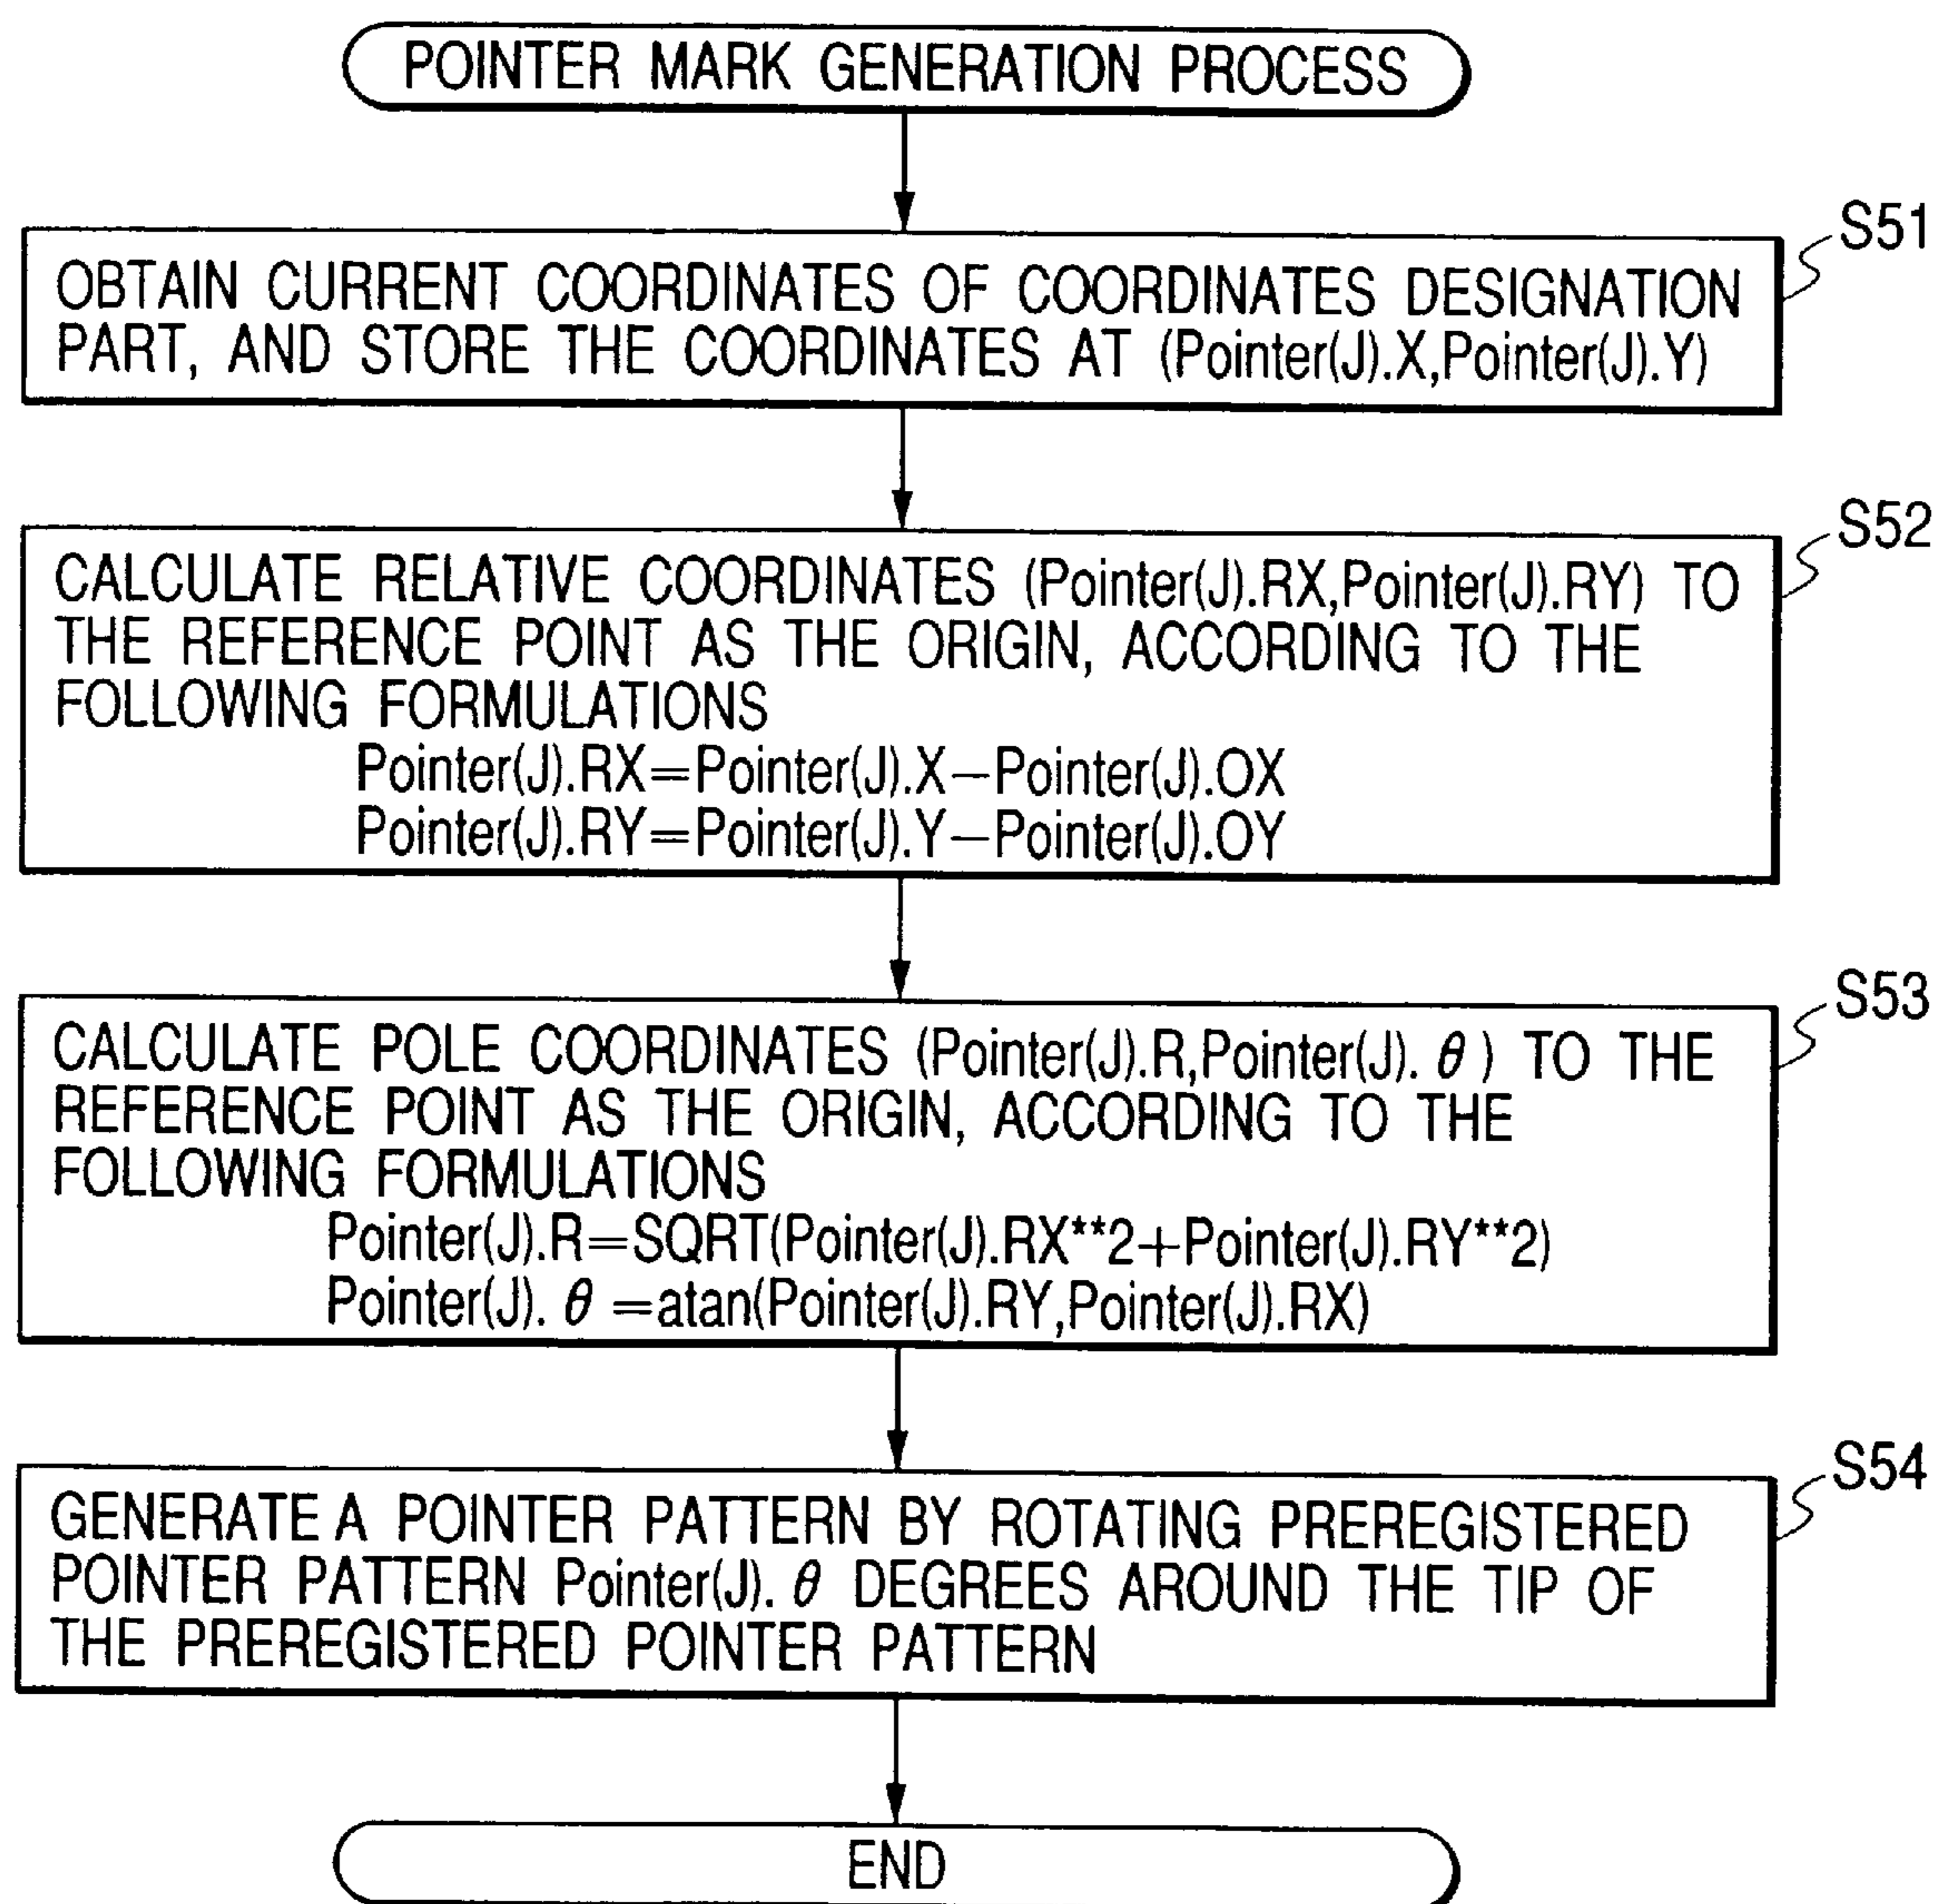 POINTER MARK GENERATION PROCESS
S51
OBTAIN CURRENT COORDINATES OF COORDINATES DESIGNATION
PART, AND STORE THE COORDINATES AT (Pointer(J).X,Pointer(J).Y)
S52
CALCULATE RELATIVE COORDINATES (Pointer(J).RX,Pointer(J).RY) TO
THE REFERENCE POINT AS THE ORIGIN, ACCORDING TO THE
FOLLOWING FORMULATIONS
Pointer(J).RX=Pointer(J).X−Pointer(J).OX
Pointer(J).RY=Pointer(J).Y−Pointer(J).OY
S53
CALCULATE POLE COORDINATES (Pointer(J).R,Pointer(J). θ ) TO THE
REFERENCE POINT AS THE ORIGIN, ACCORDING TO THE
FOLLOWING FORMULATIONS
Pointer(J).R=SQRT(Pointer(J).RX**2+Pointer(J).RY**2)
Pointer(J). θ =atan(Pointer(J).RY,Pointer(J).RX)
S54
GENERATE A POINTER PATTERN BY ROTATING PREREGISTERED
POINTER PATTERN Pointer(J). θ DEGREES AROUND THE TIP OF
THE PREREGISTERED POINTER PATTERN
END